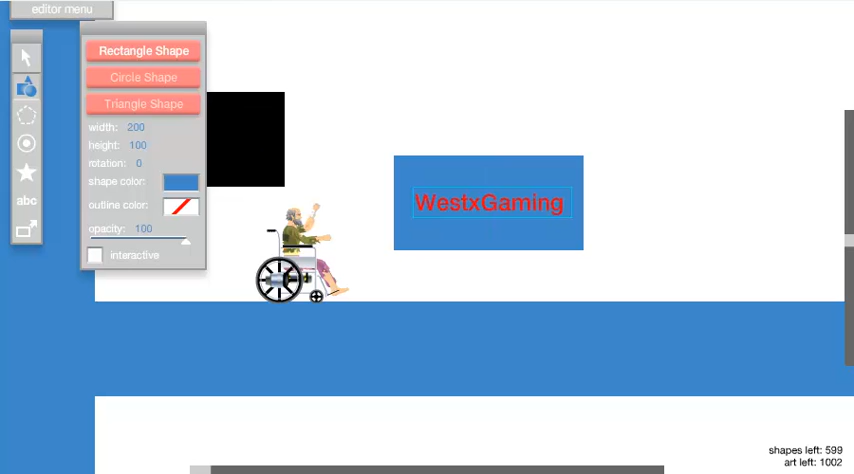 editor menu
Rectangle Shape
Circle Shape
Triangle Shape
width: 200
height: 100
rotation: 0
shape color:
outline color:
opacity: 100
interactive
abc
WestxGaming
shapes left: 599
art left: 1002